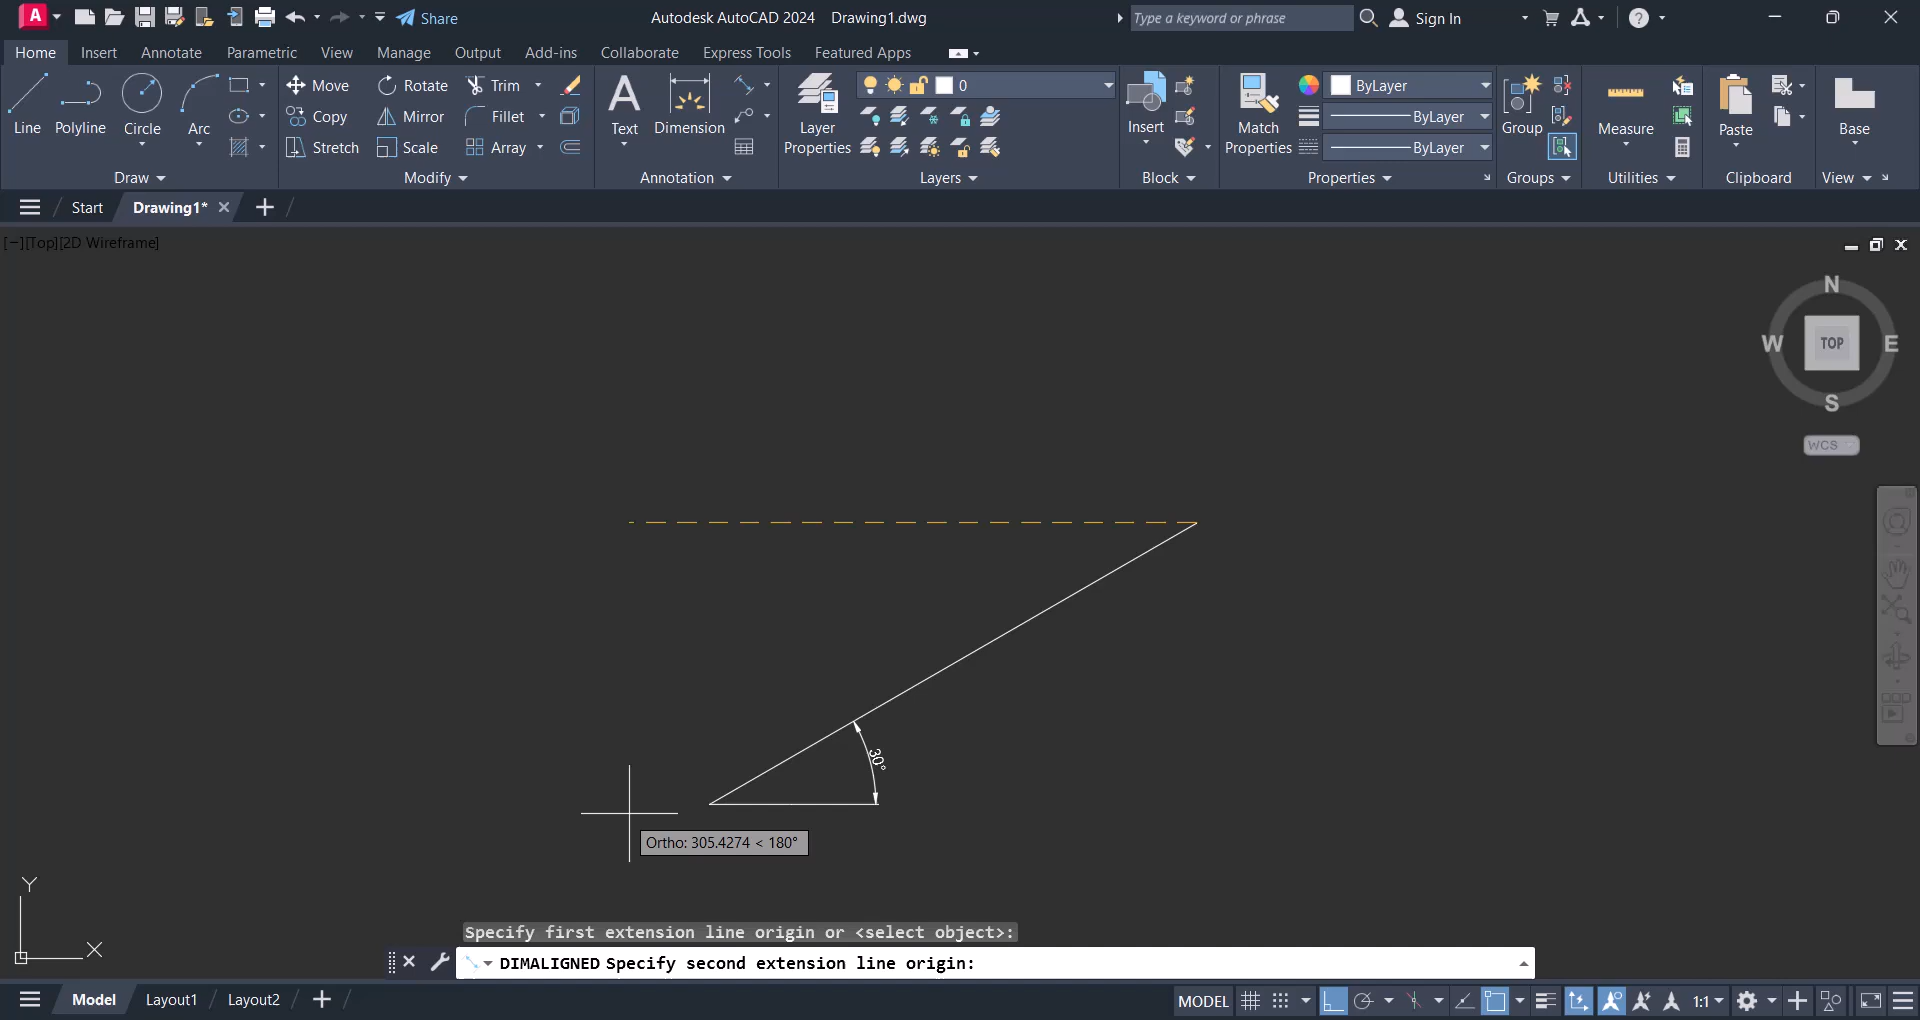 A Share Autodesk AutoCAD 2024 Drawing1.dwg Type a keyword or phrase Sign In ?
Home Insert Annotate Parametric View Manage Output Add-ins Collaborate Express Tools Featured Apps
Line Polyline Circle Arc
Move Rotate Trim
Copy Mirror Fillet
Stretch Scale Array
A Text Dimension
Layer Properties
0
Insert
Match Properties
ByLayer
ByLayer
ByLayer
Group
Measure
Paste
Base
Draw Modify Annotation Layers Block Properties Groups Utilities Clipboard View
Start Drawing1* +
[−][Top][2D Wireframe]
N
W TOP E
S
WCS
30°
Ortho: 305.4274 < 180°
Y
X
Specify first extension line origin or <select object>:
DIMALIGNED Specify second extension line origin:
Model Layout1 Layout2 + MODEL 1:1